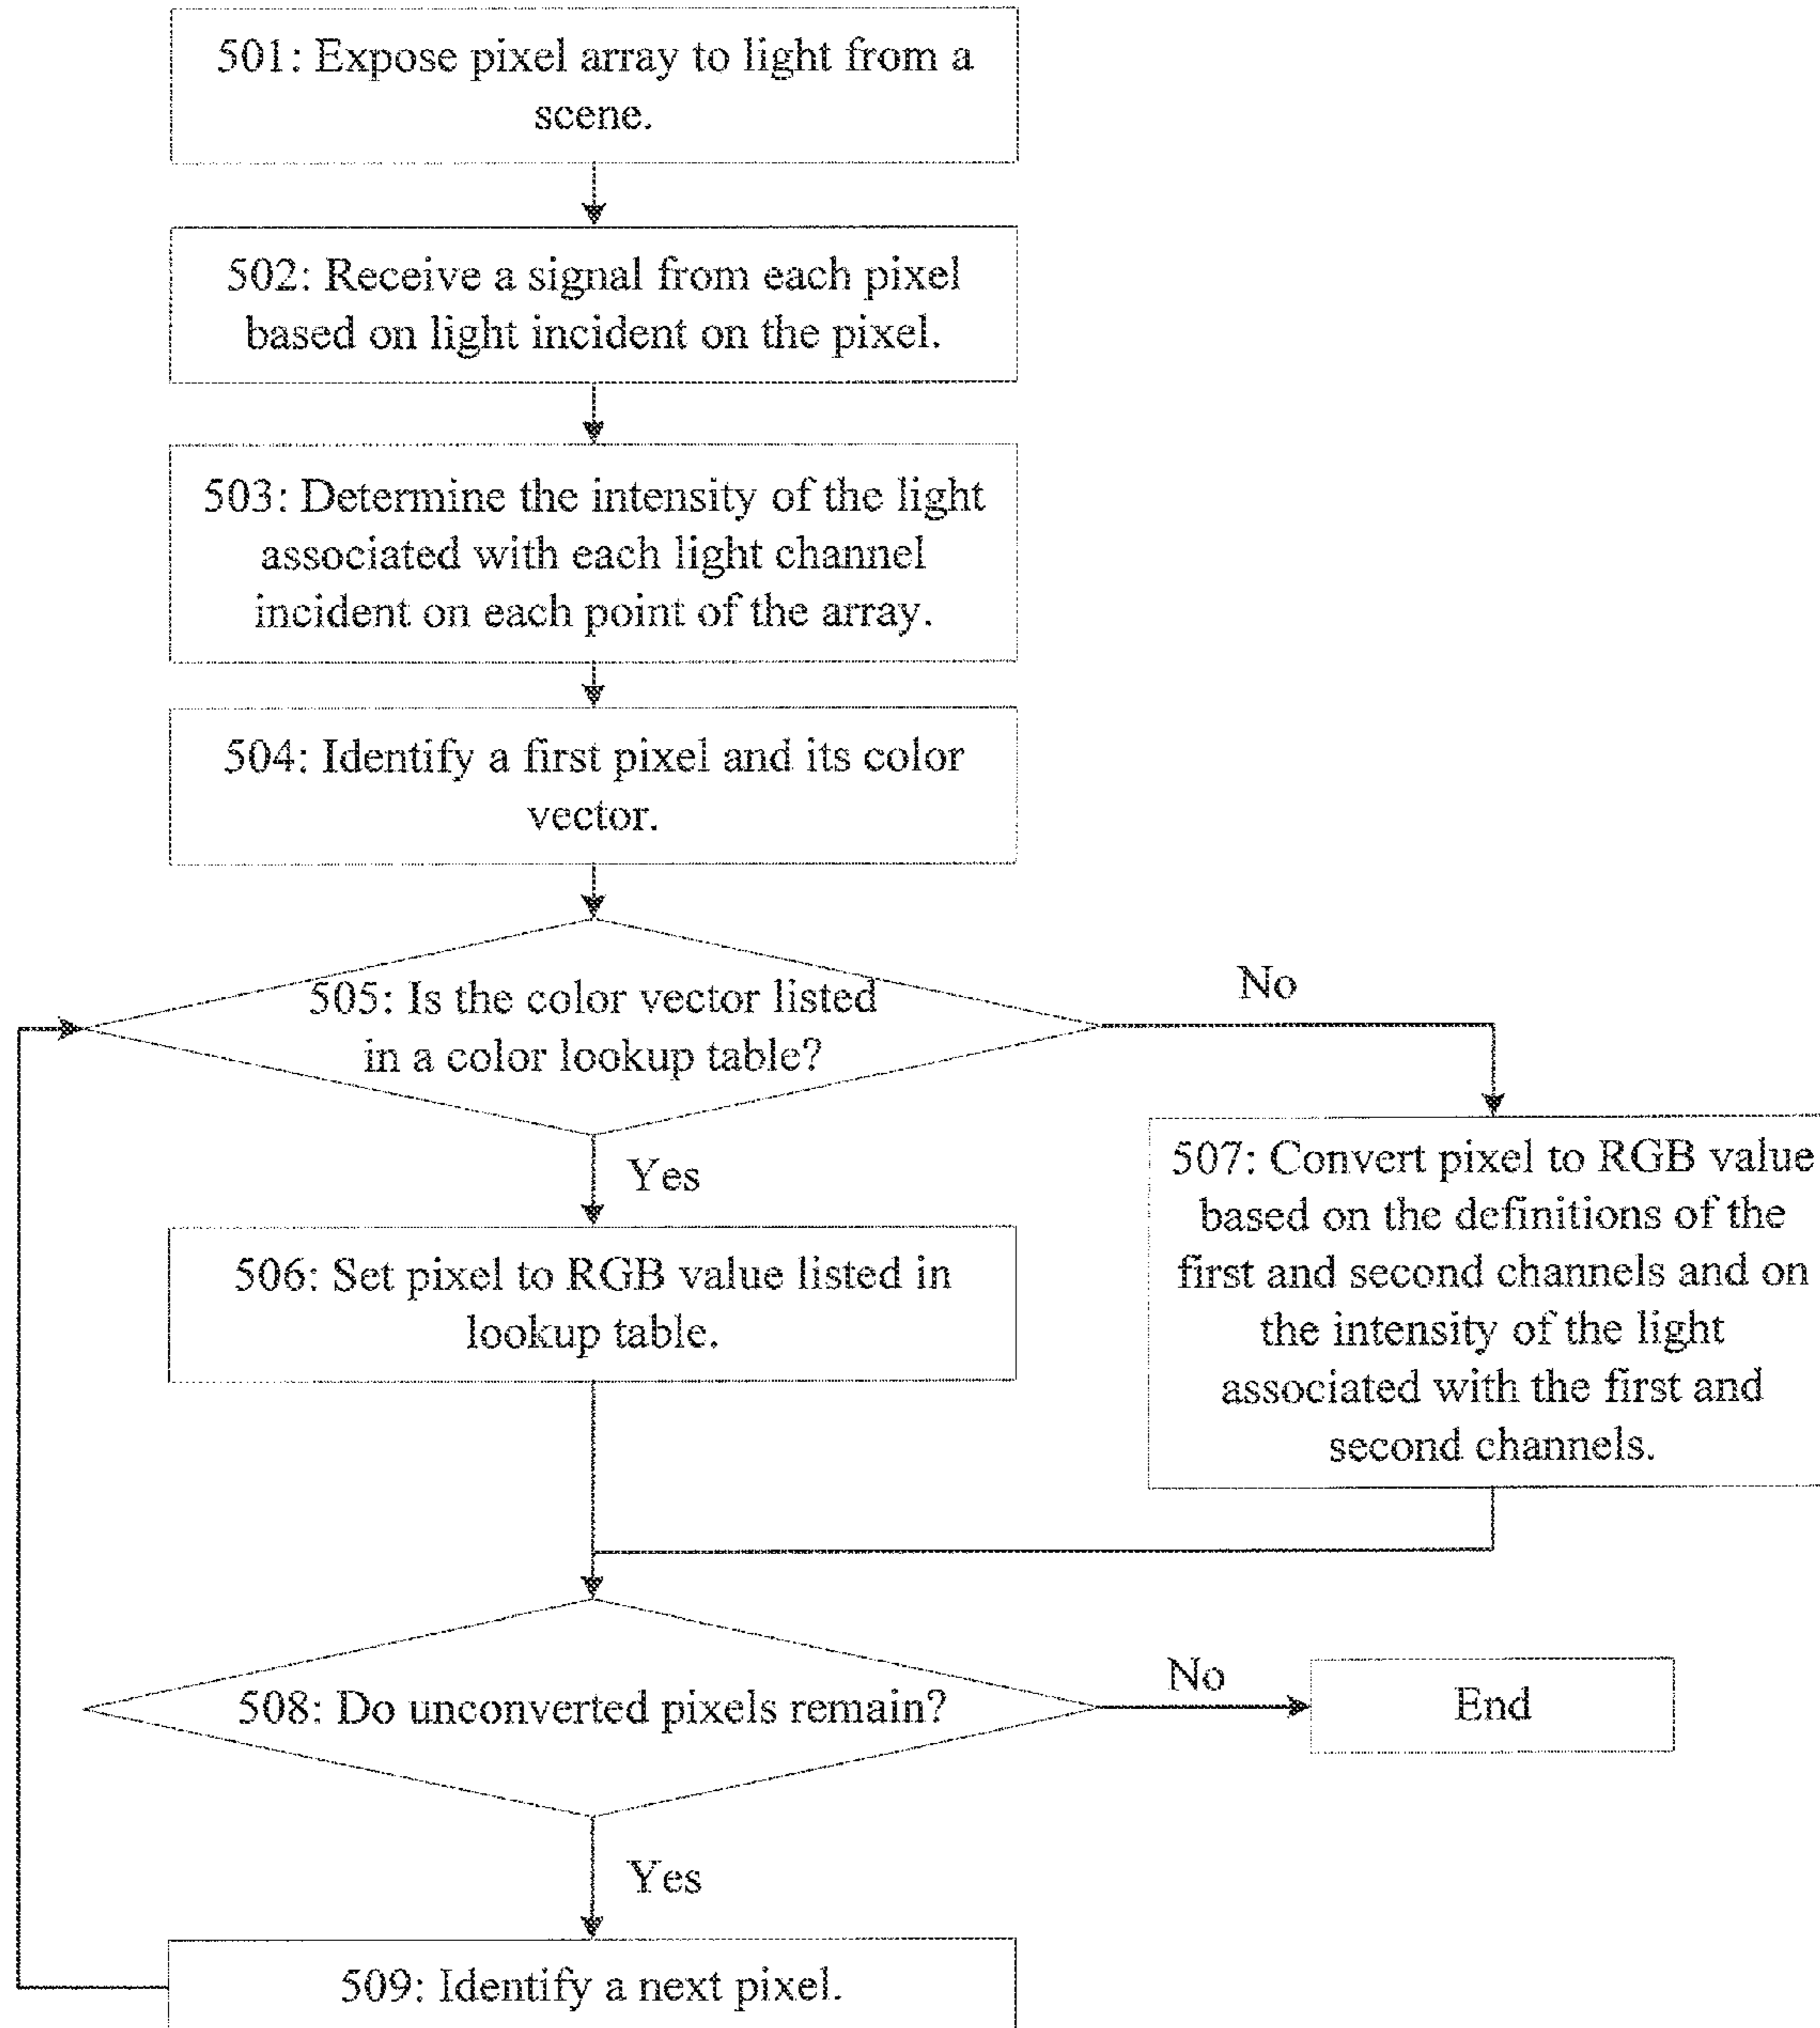 501: Expose pixel array to light from a
scene.
502: Receive a signal from each pixel
based on light incident on the pixel.
503: Determine the intensity of the light
associated with each light channel
incident on each point of the array.
504: Identify a first pixel and its color
vector.
505: Is the color vector listed
in a color lookup table?
No
Yes
506: Set pixel to RGB value listed in
lookup table.
507: Convert pixel to RGB value
based on the definitions of the
first and second channels and on
the intensity of the light
associated with the first and
second channels.
508: Do unconverted pixels remain?
No
End
Yes
509: Identify a next pixel.